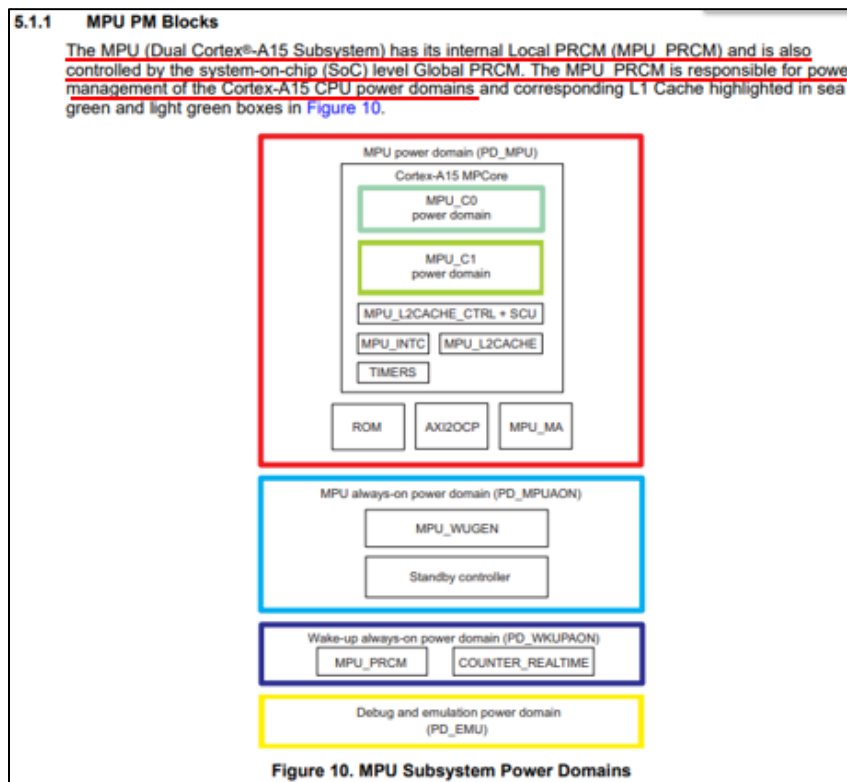 5.1.1 MPU PM Blocks
The MPU (Dual Cortex®-A15 Subsystem) has its internal Local PRCM (MPU_PRCM) and is also
controlled by the system-on-chip (SoC) level Global PRCM. The MPU_PRCM is responsible for powe
management of the Cortex-A15 CPU power domains and corresponding L1 Cache highlighted in sea
green and light green boxes in Figure 10.
MPU power domain (PD_MPU)
Cortex-A15 MPCore
MPU_C0
power domain
MPU_C1
power domain
MPU_L2CACHE_CTRL + SCU
MPU_INTC MPU_L2CACHE
TIMERS
ROM AXI2OCP MPU_MA
MPU always-on power domain (PD_MPUAON)
MPU_WUGEN
Standby controller
Wake-up always-on power domain (PD_WKUPAON)
MPU_PRCM COUNTER_REALTIME
Debug and emulation power domain
(PD_EMU)
Figure 10. MPU Subsystem Power Domains